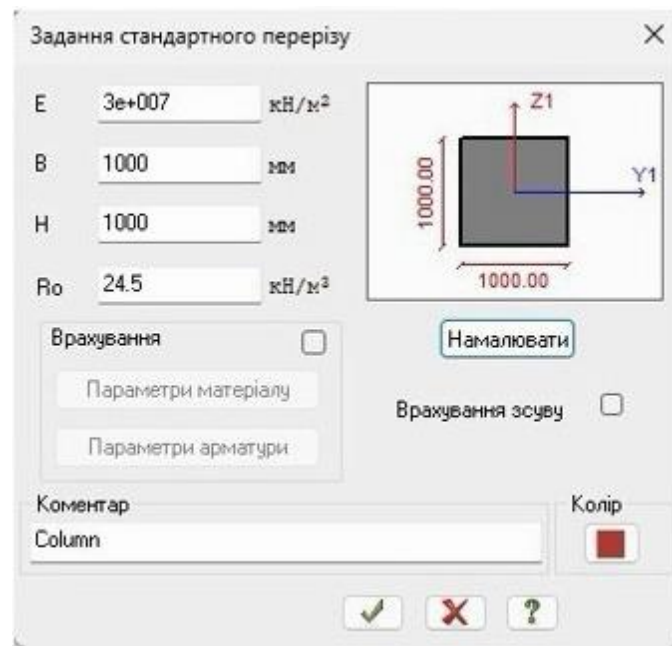 Задання стандартного перерізу
E 3e+007 кН/м²
B 1000 мм
H 1000 мм
Ro 24.5 кН/м³
Z1
Y1
1000.00
1000.00
Врахування
Параметри матеріалу
Параметри арматури
Намалювати
Врахування зсуву
Коментар
Column
Колір
?